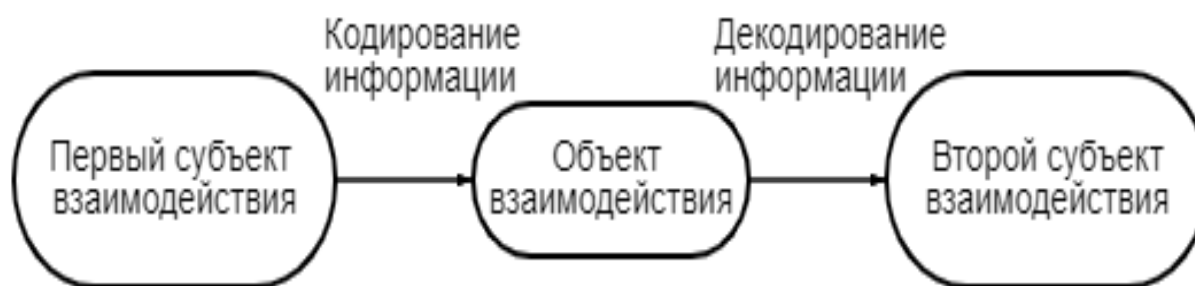 Кодирование
информации
Декодирование
информации
Первый субъект
взаимодействия
Объект
взаимодействия
Второй субъект
взаимодействия